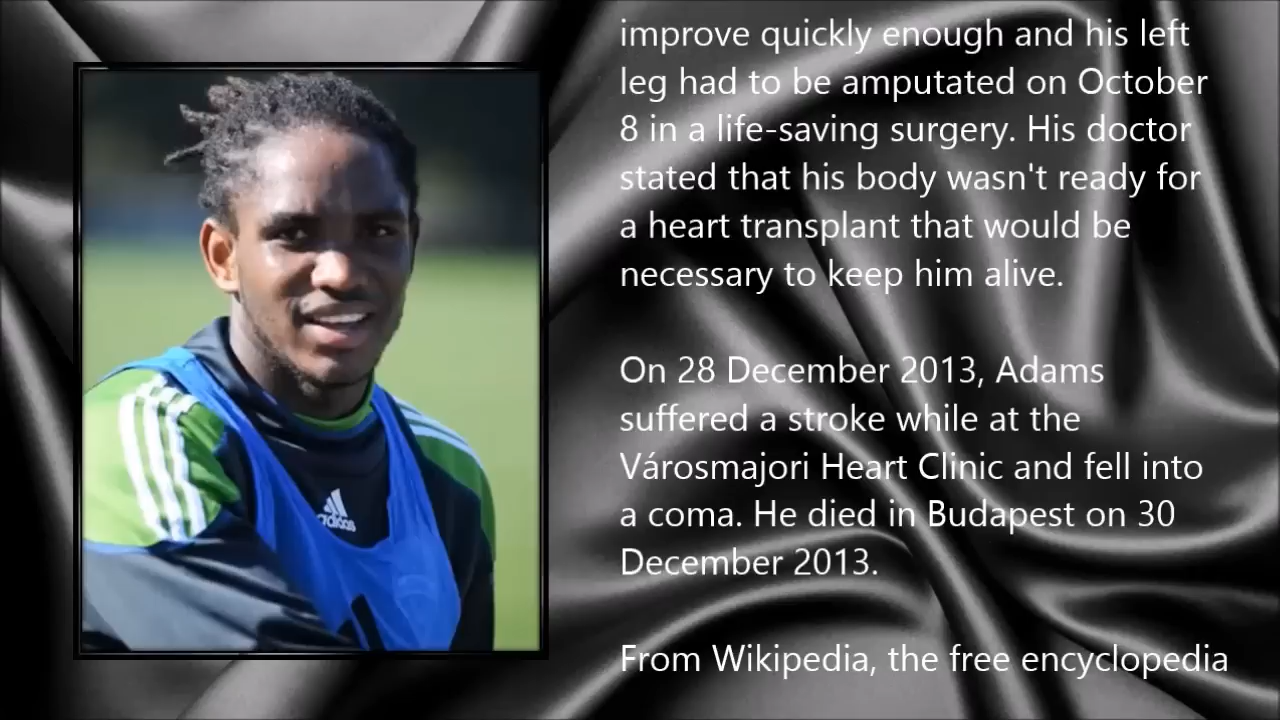 improve quickly enough and his left
leg had to be amputated on October
8 in a life-saving surgery. His doctor
stated that his body wasn't ready for
a heart transplant that would be
necessary to keep him alive.
On 28 December 2013, Adams
suffered a stroke while at the
Városmajori Heart Clinic and fell into
a coma. He died in Budapest on 30
December 2013.
From Wikipedia, the free encyclopedia
adidas